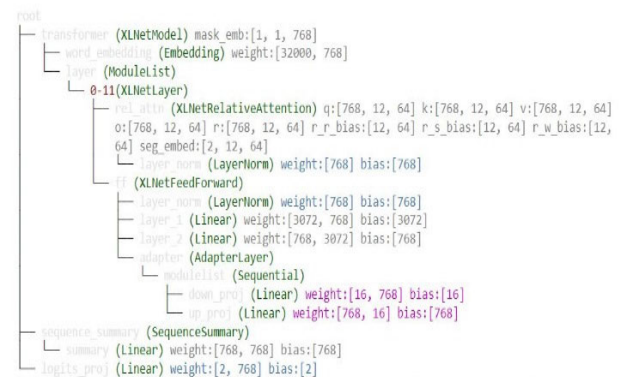 root
transformer (XLNetModel) mask_emb:[1, 1, 768]
word_embedding (Embedding) weight:[32000, 768]
layer (ModuleList)
0-11(XLNetLayer)
rel_attn (XLNetRelativeAttention) q:[768, 12, 64] k:[768, 12, 64] v:[768, 12, 64]
o:[768, 12, 64] r:[768, 12, 64] r_r_bias:[12, 64] r_s_bias:[12, 64] r_w_bias:[12,
64] seg_embed:[2, 12, 64]
layer_norm (LayerNorm) weight:[768] bias:[768]
ff (XLNetFeedForward)
layer_norm (LayerNorm) weight:[768] bias:[768]
layer_1 (Linear) weight:[3072, 768] bias:[3072]
layer_2 (Linear) weight:[768, 3072] bias:[768]
adapter (AdapterLayer)
modulelist (Sequential)
down_proj (Linear) weight:[16, 768] bias:[16]
up_proj (Linear) weight:[768, 16] bias:[768]
sequence_summary (SequenceSummary)
summary (Linear) weight:[768, 768] bias:[768]
logits_proj (Linear) weight:[2, 768] bias:[2]